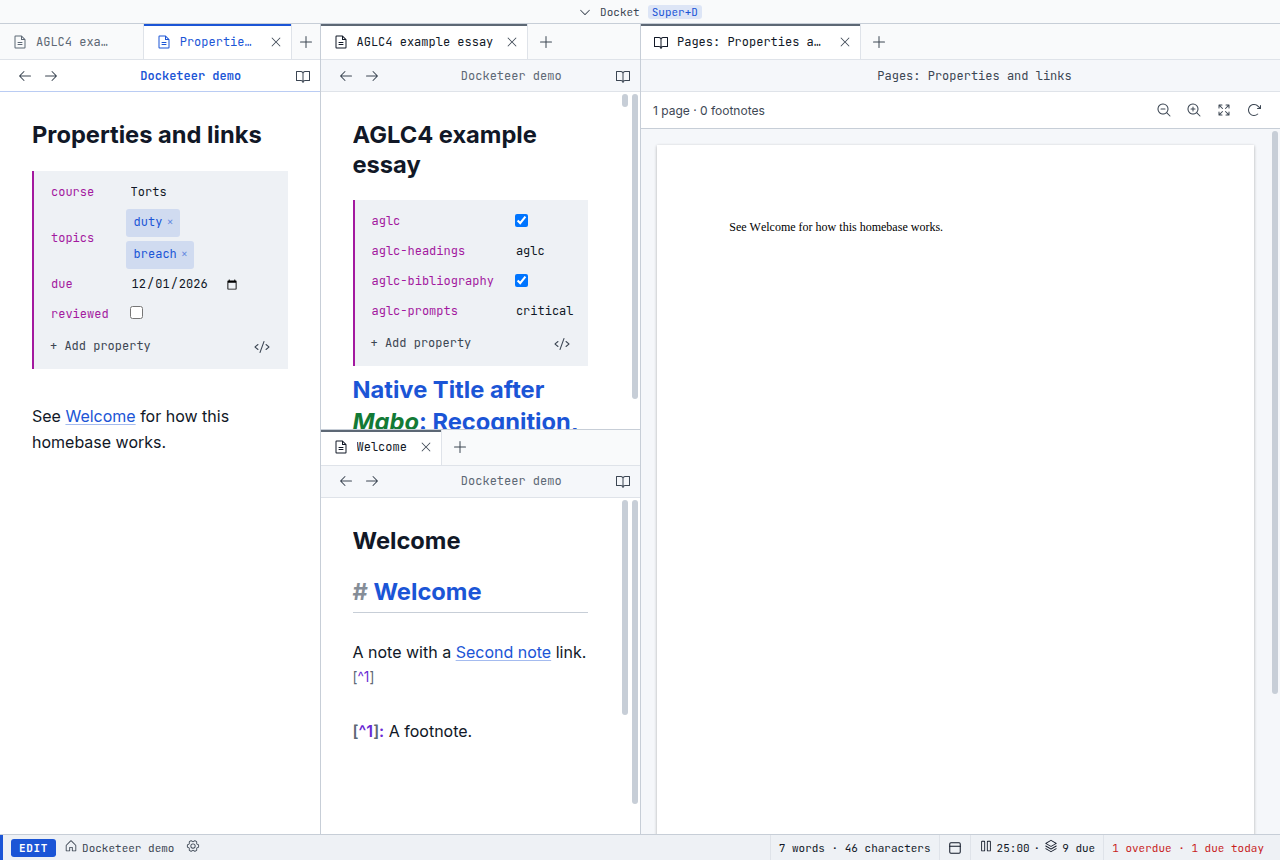 Docket Super+D
AGLC4 exa…
Propertie…
AGLC4 example essay
Pages: Properties a…
Docketeer demo
Docketeer demo
Pages: Properties and links
1 page · 0 footnotes
Properties and links
course Torts
topics duty ×
breach ×
due 12/01/2026
reviewed
+ Add property </>
See Welcome for how this
homebase works.
AGLC4 example
essay
aglc
aglc-headings aglc
aglc-bibliography
aglc-prompts critical
+ Add property </>
Native Title after
Mabo: Recognition,
Welcome
Docketeer demo
Welcome
# Welcome
A note with a Second note link.
[^1]
[^1]: A footnote.
See Welcome for how this homebase works.
EDIT Docketeer demo
7 words · 46 characters
25:00 · 9 due
1 overdue · 1 due today